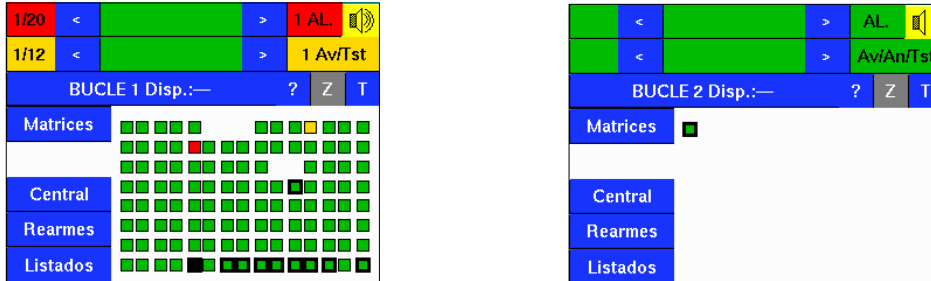 1/20 < > 1 AL.
1/12 < > 1 Av/Tst
BUCLE 1 Disp.:— ? Z T
Matrices
Central
Rearmes
Listados
< > AL.
< > Av/An/Tst
BUCLE 2 Disp.:— ? Z T
Matrices
Central
Rearmes
Listados